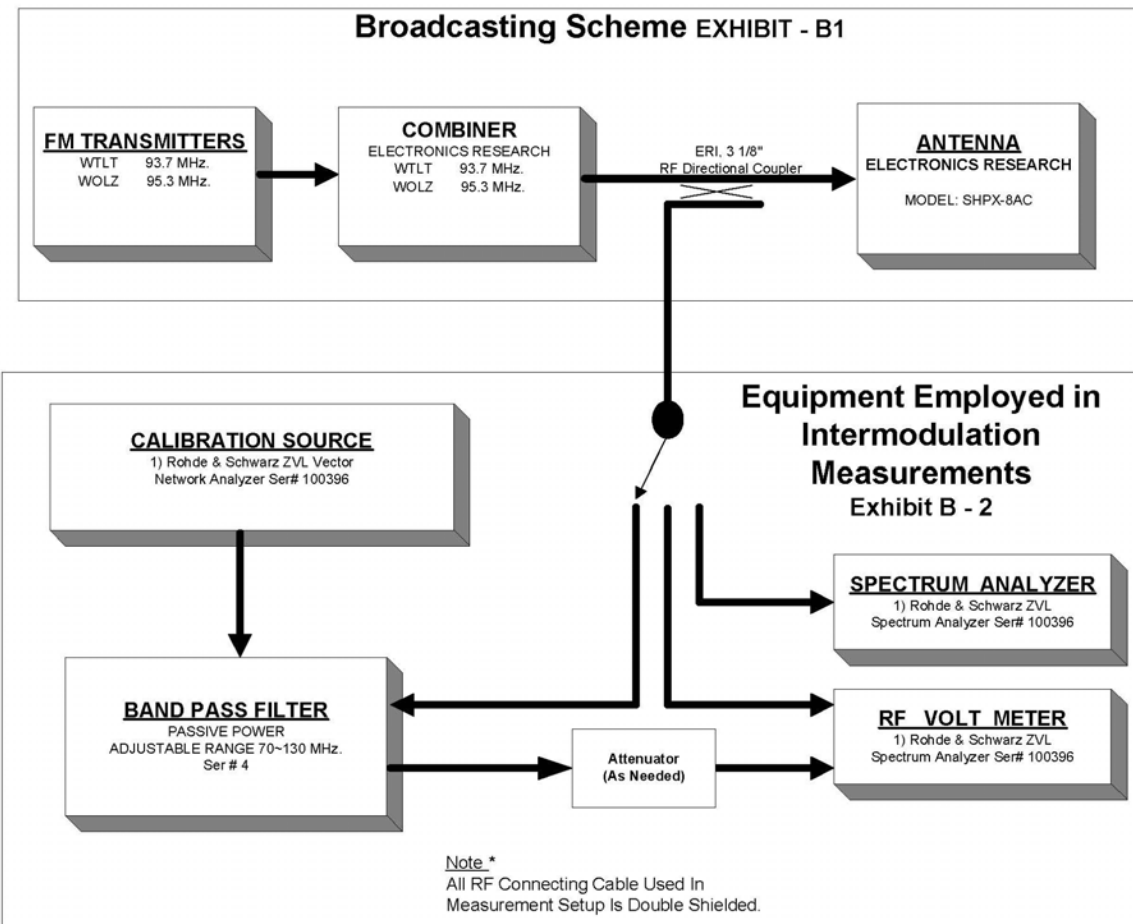 Broadcasting Scheme EXHIBIT - B1
FM TRANSMITTERS
WTLT 93.7 MHz.
WOLZ 95.3 MHz.
COMBINER
ELECTRONICS RESEARCH
WTLT 93.7 MHz.
WOLZ 95.3 MHz.
ERI, 3 1/8"
RF Directional Coupler
ANTENNA
ELECTRONICS RESEARCH
MODEL: SHPX-8AC
Equipment Employed in
Intermodulation
Measurements
Exhibit B - 2
CALIBRATION SOURCE
1) Rohde & Schwarz ZVL Vector
Network Analyzer Ser# 100396
SPECTRUM ANALYZER
1) Rohde & Schwarz ZVL
Spectrum Analyzer Ser# 100396
BAND PASS FILTER
PASSIVE POWER
ADJUSTABLE RANGE 70~130 MHz.
Ser # 4
Attenuator
(As Needed)
RF VOLT METER
1) Rohde & Schwarz ZVL
Spectrum Analyzer Ser# 100396
Note *
All RF Connecting Cable Used In
Measurement Setup Is Double Shielded.